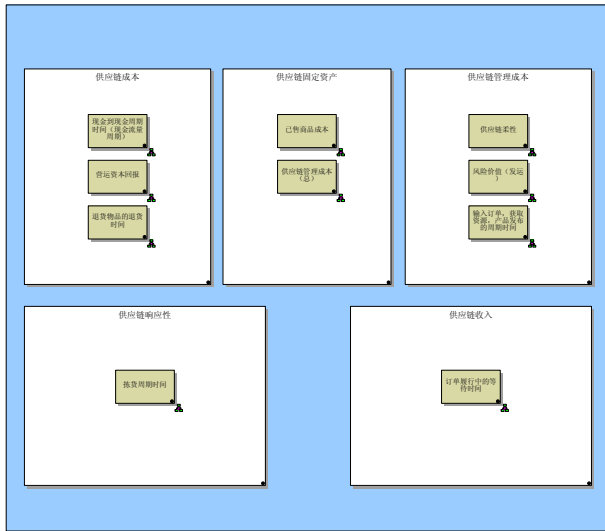 供应链成本
现金到现金周期
时间（现金流量
周期）
营运资本回报
退货物品的退货
时间
供应链固定资产
已售商品成本
供应链管理成本
（总）
供应链管理成本
供应链柔性
风险价值（发运
）
输入订单，获取
资源，产品发布
的周期时间
供应链响应性
拣货周期时间
供应链收入
订单履行中的等
待时间